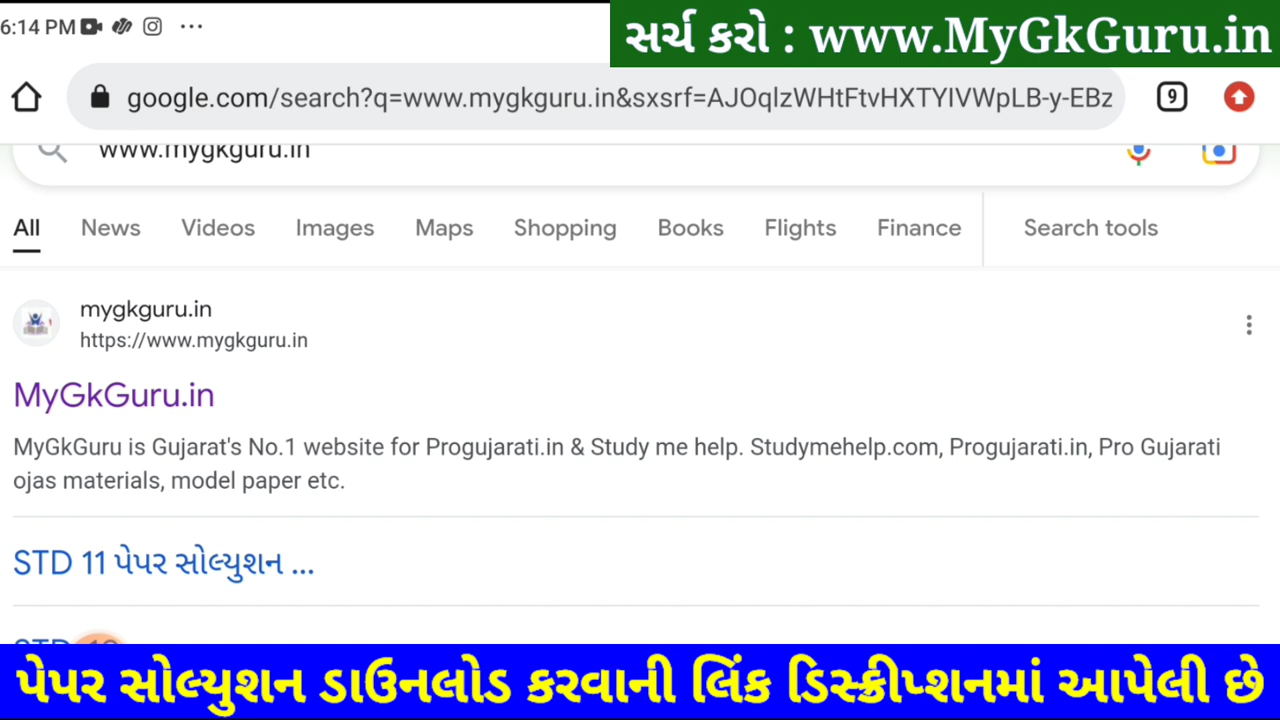 6:14 PM
સર્ચ કરો : www.MyGkGuru.in
google.com/search?q=www.mygkguru.in&sxsrf=AJOqlzWHtFtvHXTYIVWpLB-y-EBz
9
www.mygkguru.in
All News Videos Images Maps Shopping Books Flights Finance Search tools
mygkguru.in
https://www.mygkguru.in
MyGkGuru.in
MyGkGuru is Gujarat's No.1 website for Progujarati.in & Study me help. Studymehelp.com, Progujarati.in, Pro Gujarati
ojas materials, model paper etc.
STD 11 પેપર સોલ્યુશન ...
પેપર સોલ્યુશન ડાઉનલોડ કરવાની લિંક ડિસ્ક્રીપ્શનમાં આપેલી છે